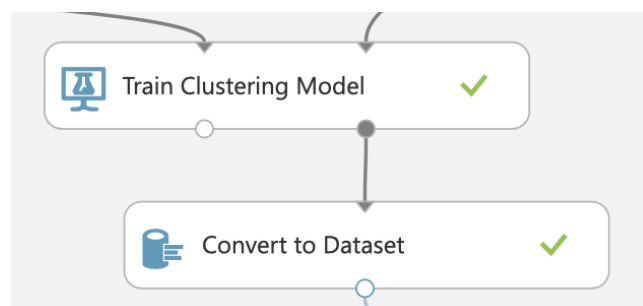 Train Clustering Model
Convert to Dataset